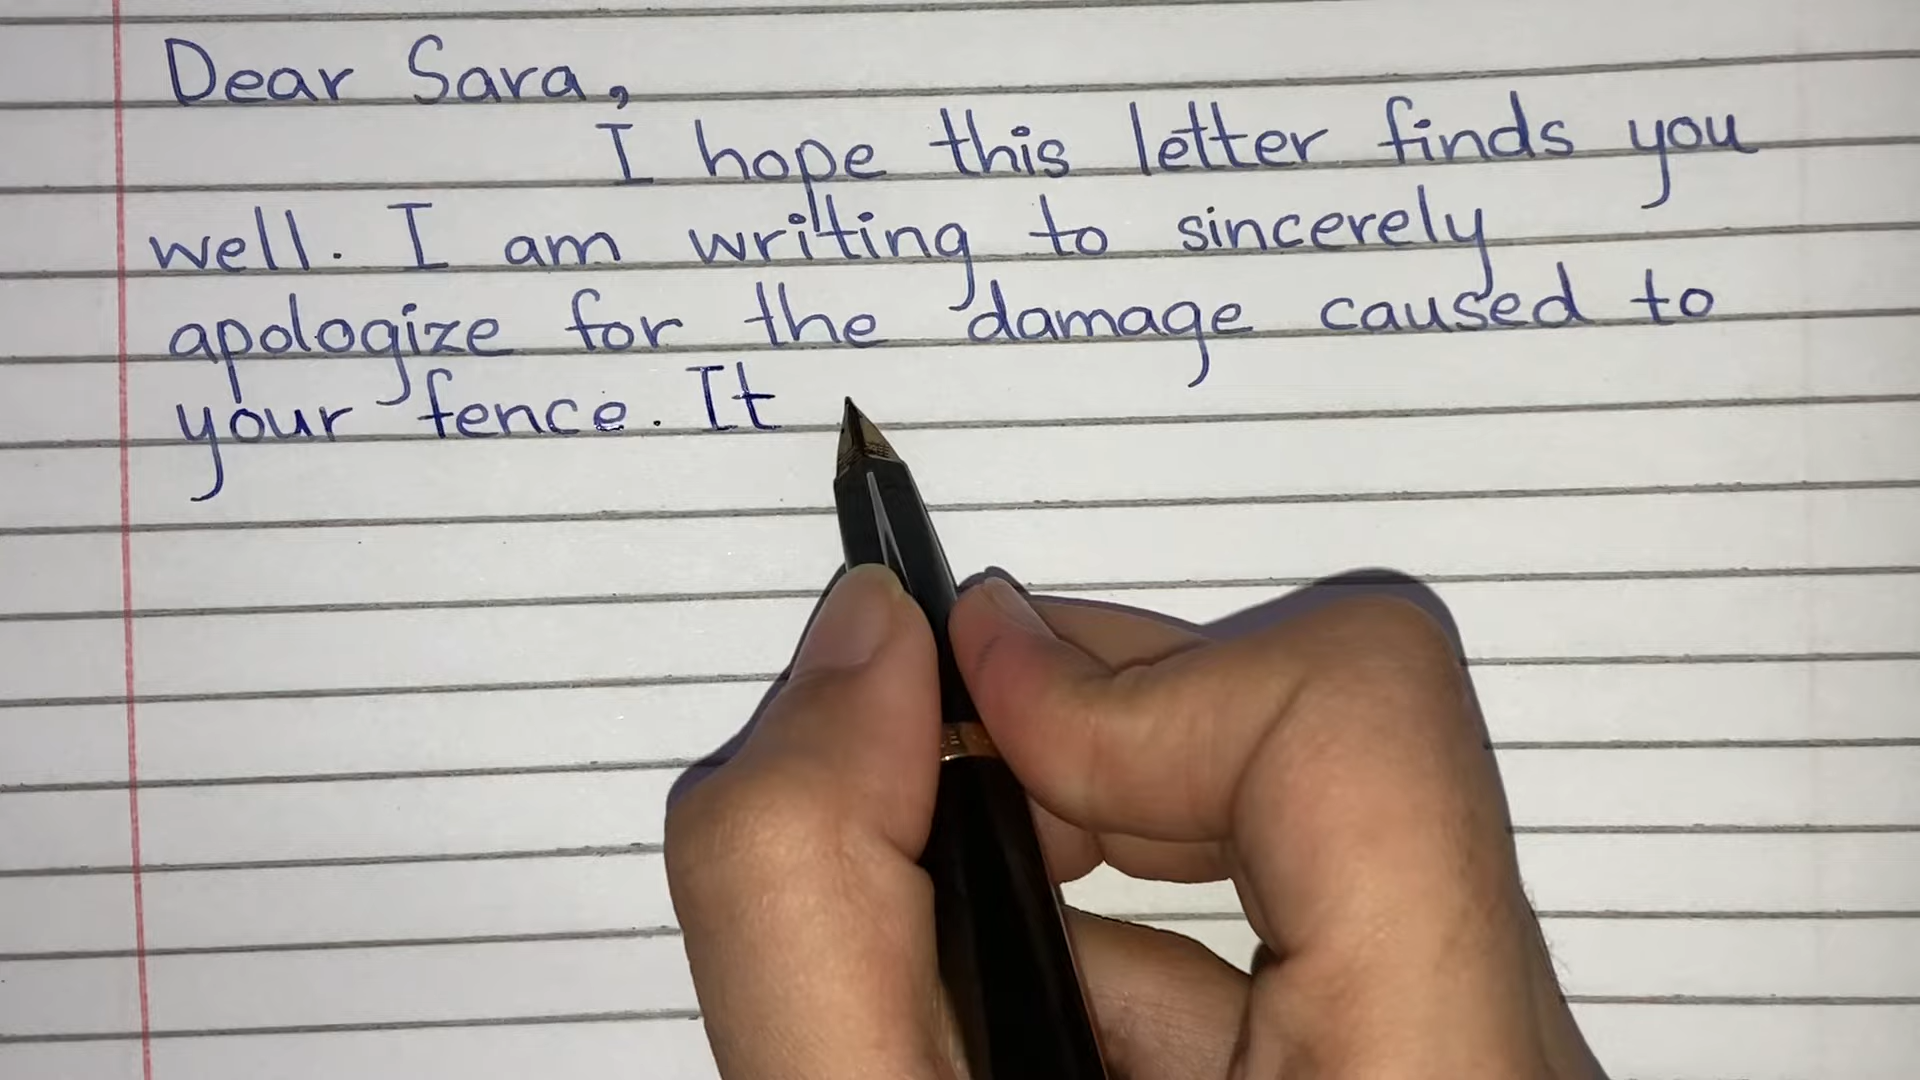 Dear Sara,
I hope this letter finds you
well. I am writing to sincerely
apologize for the damage caused to
your fence. It